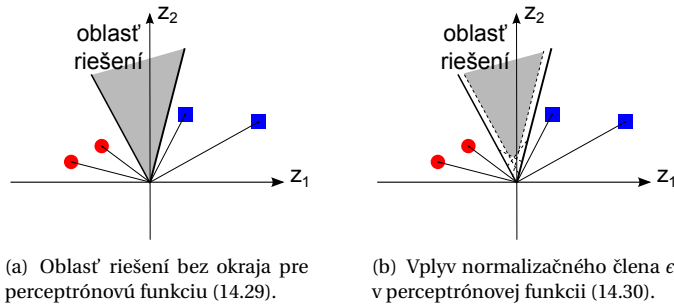 z2
oblasť
riešení
z1
(a) Oblasť riešení bez okraja pre
perceptrónovú funkciu (14.29).
z2
oblasť
riešení
z1
(b) Vplyv normalizačného člena ϵ
v perceptrónovej funkcii (14.30).